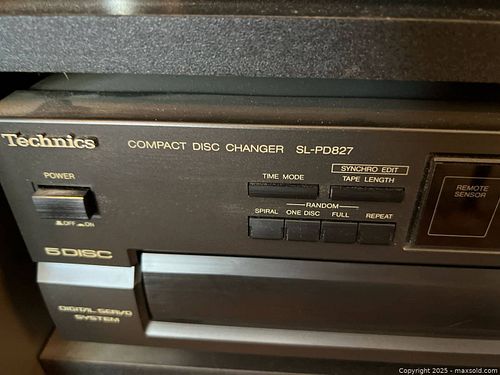 Technics
COMPACT DISC CHANGER SL-PD827
POWER
OFF ON
TIME MODE
SYNCHRO EDIT
TAPE LENGTH
RANDOM
SPIRAL ONE DISC FULL REPEAT
REMOTE
SENSOR
5 DISC
DIGITAL SERVO
SYSTEM
Copyright © 2025 - maxsold.com